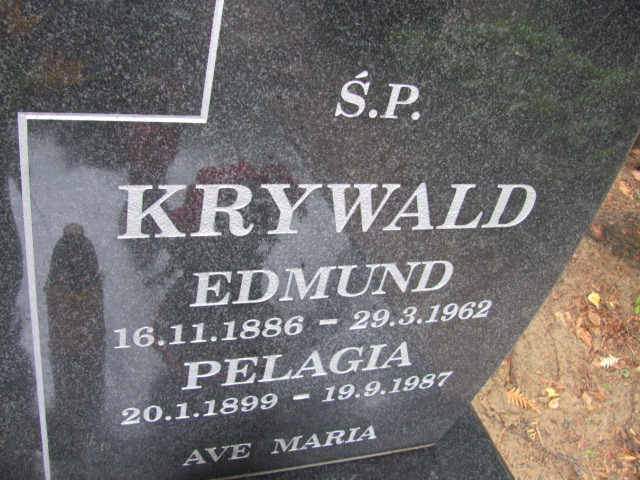 Ś.P.
KRYWALD
EDMUND
16.11.1886 - 29.3.1962
PELAGIA
20.1.1899 - 19.9.1987
AVE MARIA